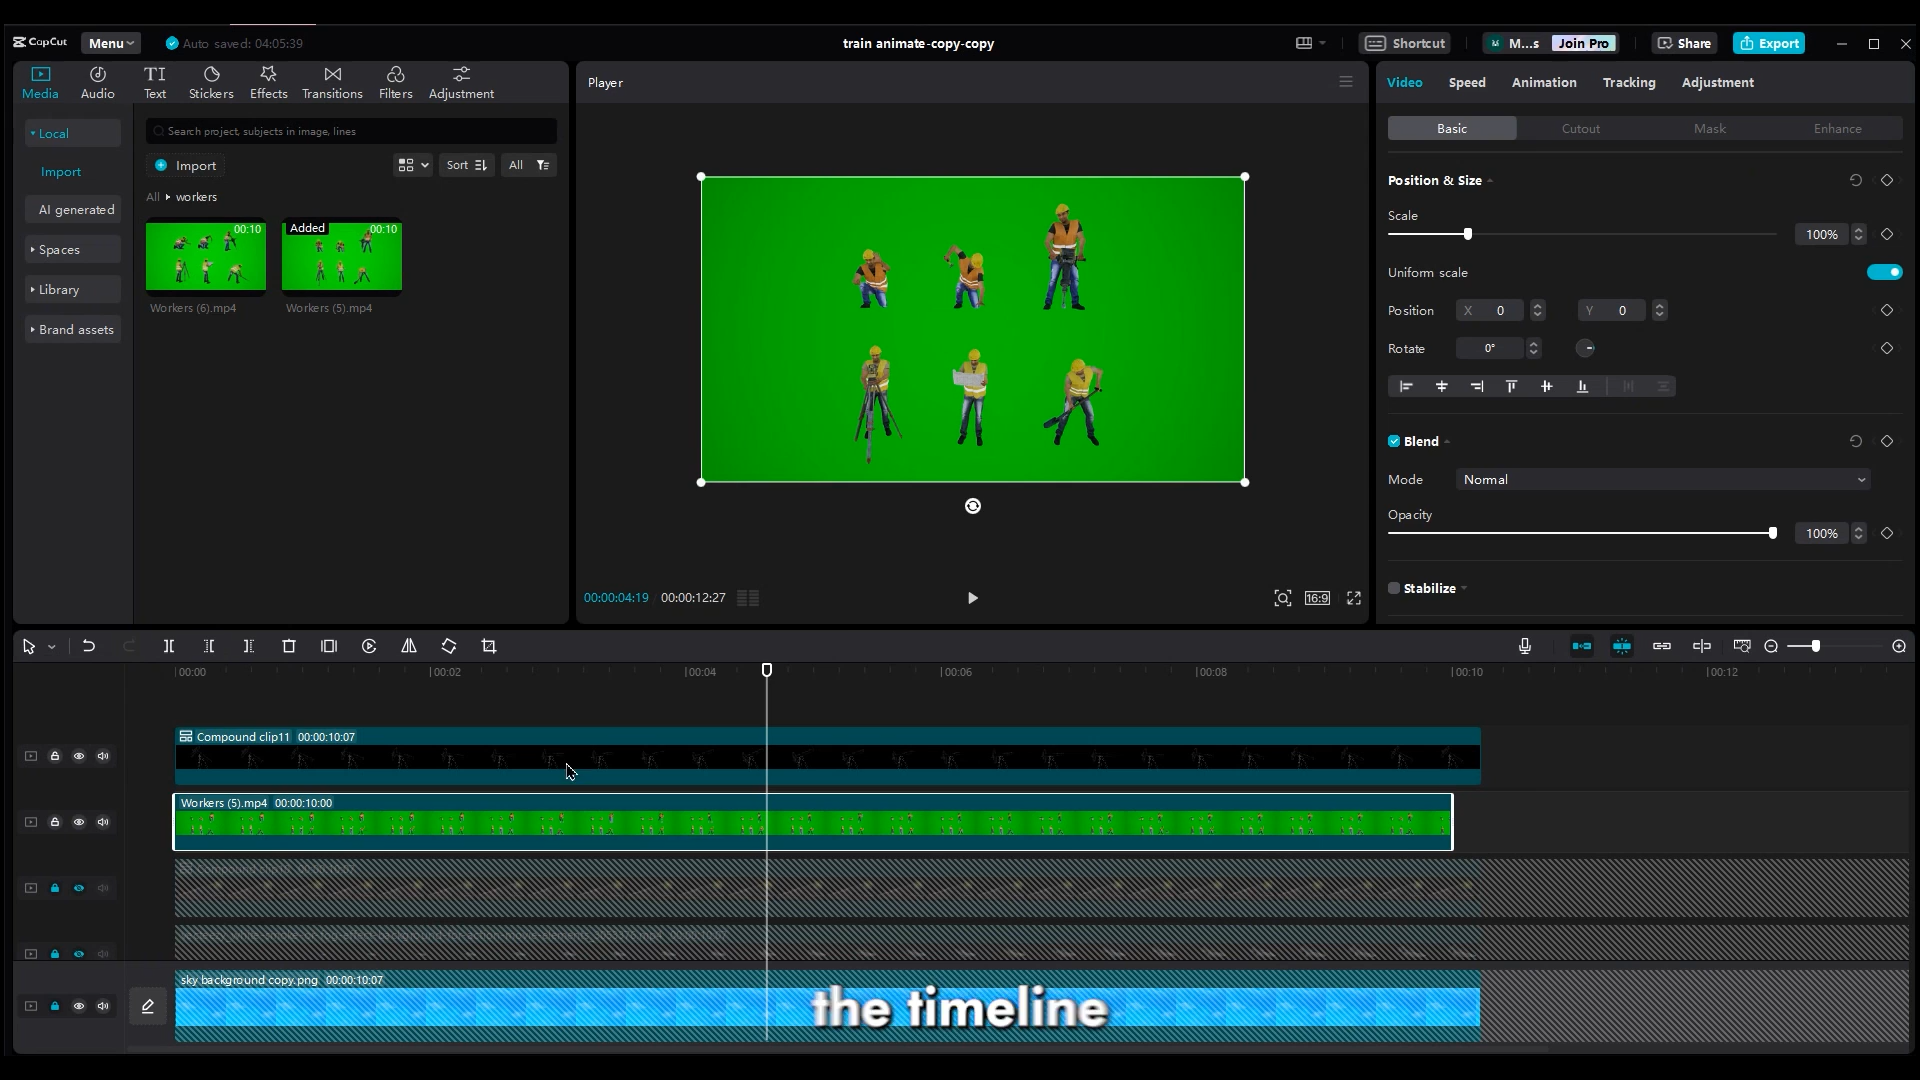 CapCut Menu Auto saved: 04:05:39 train animate-copy-copy Shortcut M...s Join Pro Share Export
Media Audio Text Stickers Effects Transitions Filters Adjustment
Local
Import
AI generated
Spaces
Library
Brand assets
Search project, subjects in image, lines
Import Sort All
All workers
00:10 Added 00:10
Workers (6).mp4 Workers (5).mp4
Player
00:00:04:19 00:00:12:27 16:9
Video Speed Animation Tracking Adjustment
Basic Cutout Mask Enhance
Position & Size
Scale
100%
Uniform scale
Position X 0 Y 0
Rotate 0°
Blend
Mode Normal
Opacity
100%
Stabilize
00:00 00:02 00:04 00:06 00:08 00:10 00:12
Compound clip11 00:00:10:07
Workers (5).mp4 00:00:10:00
sky background copy.png 00:00:10:07
the timeline